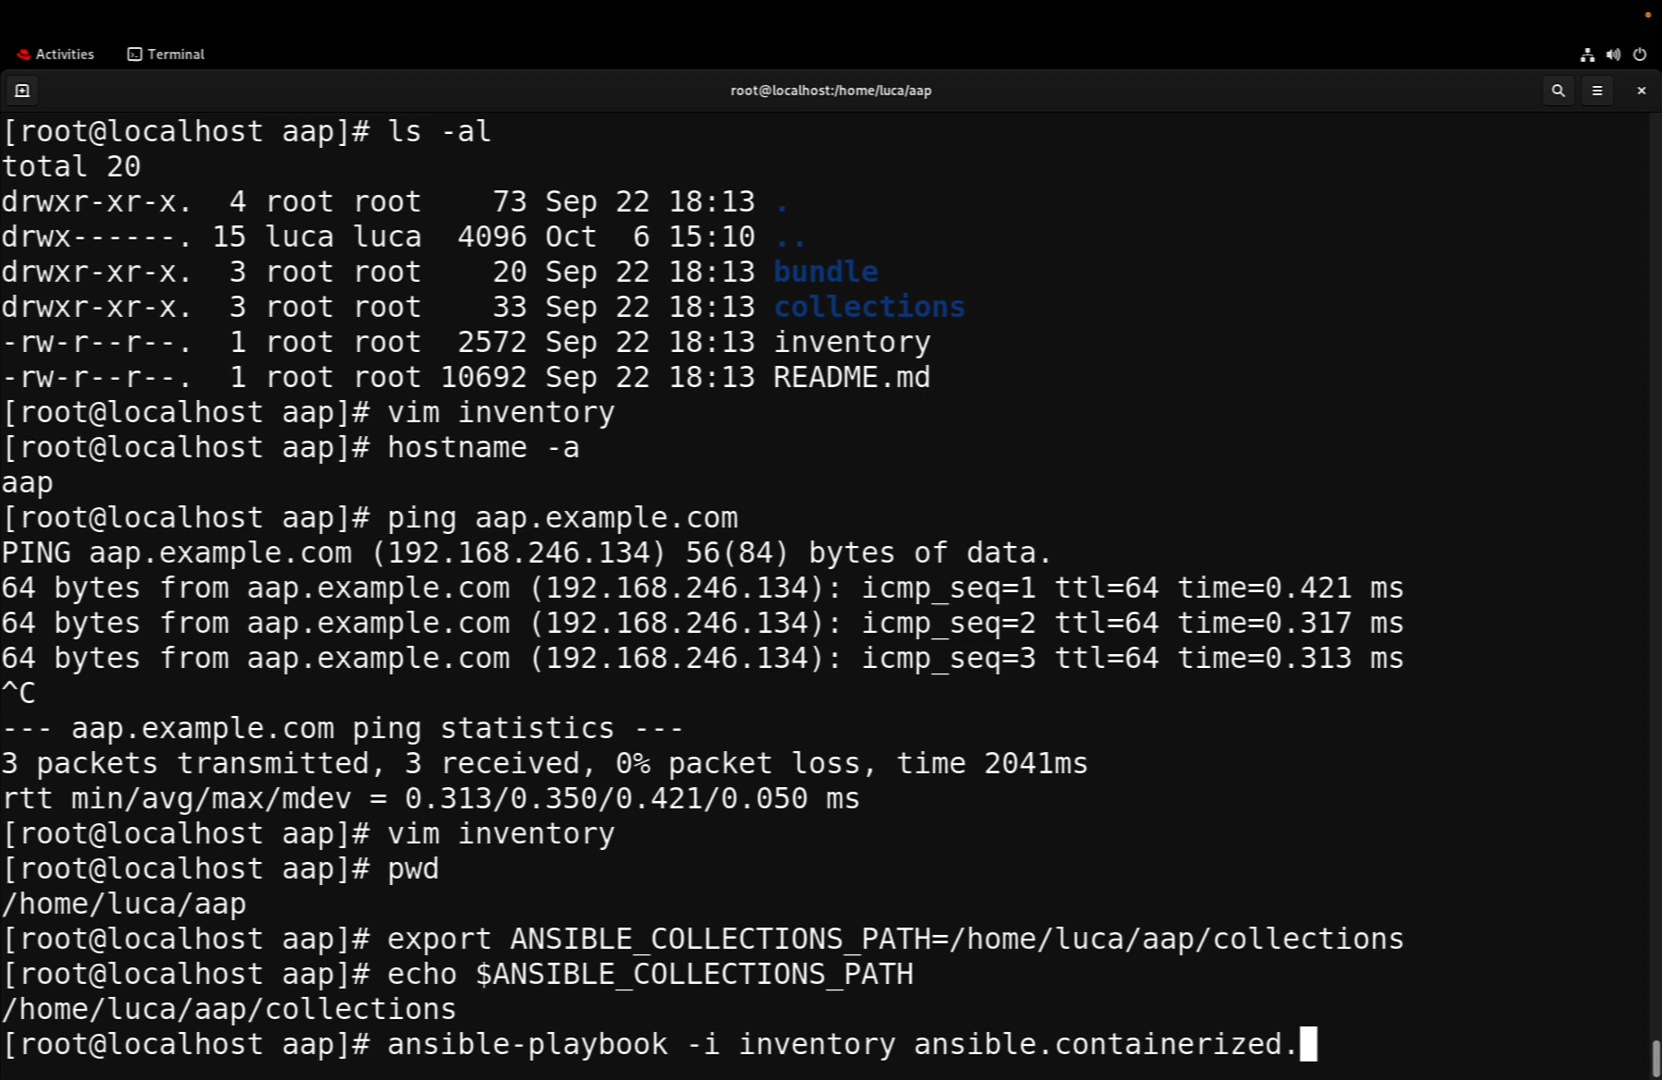 Activities Terminal
root@localhost:/home/luca/aap
[root@localhost aap]# ls -al
total 20
drwxr-xr-x.  4 root root    73 Sep 22 18:13 .
drwx------. 15 luca luca  4096 Oct  6 15:10 ..
drwxr-xr-x.  3 root root    20 Sep 22 18:13 bundle
drwxr-xr-x.  3 root root    33 Sep 22 18:13 collections
-rw-r--r--.  1 root root  2572 Sep 22 18:13 inventory
-rw-r--r--.  1 root root 10692 Sep 22 18:13 README.md
[root@localhost aap]# vim inventory
[root@localhost aap]# hostname -a
aap
[root@localhost aap]# ping aap.example.com
PING aap.example.com (192.168.246.134) 56(84) bytes of data.
64 bytes from aap.example.com (192.168.246.134): icmp_seq=1 ttl=64 time=0.421 ms
64 bytes from aap.example.com (192.168.246.134): icmp_seq=2 ttl=64 time=0.317 ms
64 bytes from aap.example.com (192.168.246.134): icmp_seq=3 ttl=64 time=0.313 ms
^C
--- aap.example.com ping statistics ---
3 packets transmitted, 3 received, 0% packet loss, time 2041ms
rtt min/avg/max/mdev = 0.313/0.350/0.421/0.050 ms
[root@localhost aap]# vim inventory
[root@localhost aap]# pwd
/home/luca/aap
[root@localhost aap]# export ANSIBLE_COLLECTIONS_PATH=/home/luca/aap/collections
[root@localhost aap]# echo $ANSIBLE_COLLECTIONS_PATH
/home/luca/aap/collections
[root@localhost aap]# ansible-playbook -i inventory ansible.containerized.